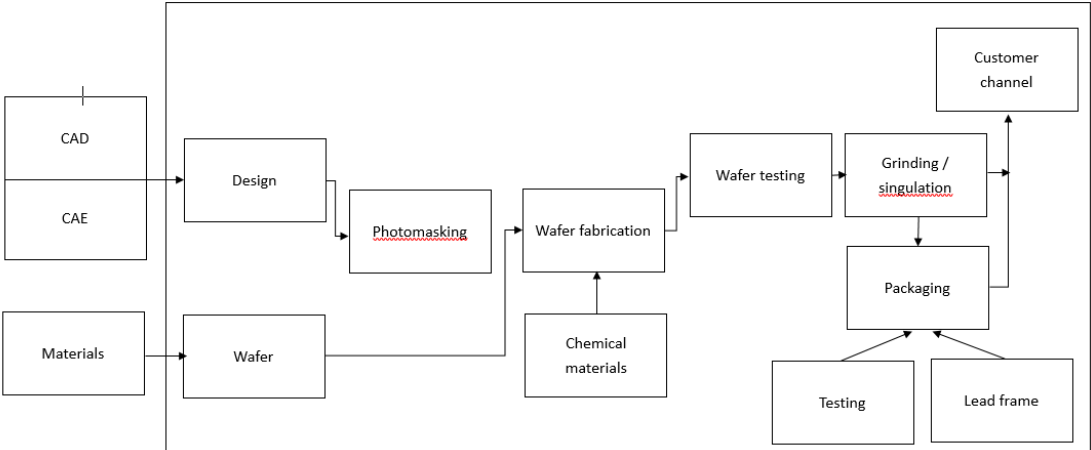 CAD
CAE
Materials
Design
Wafer
Photomasking
Wafer fabrication
Chemical
materials
Wafer testing
Grinding /
singulation
Packaging
Testing
Lead frame
Customer
channel